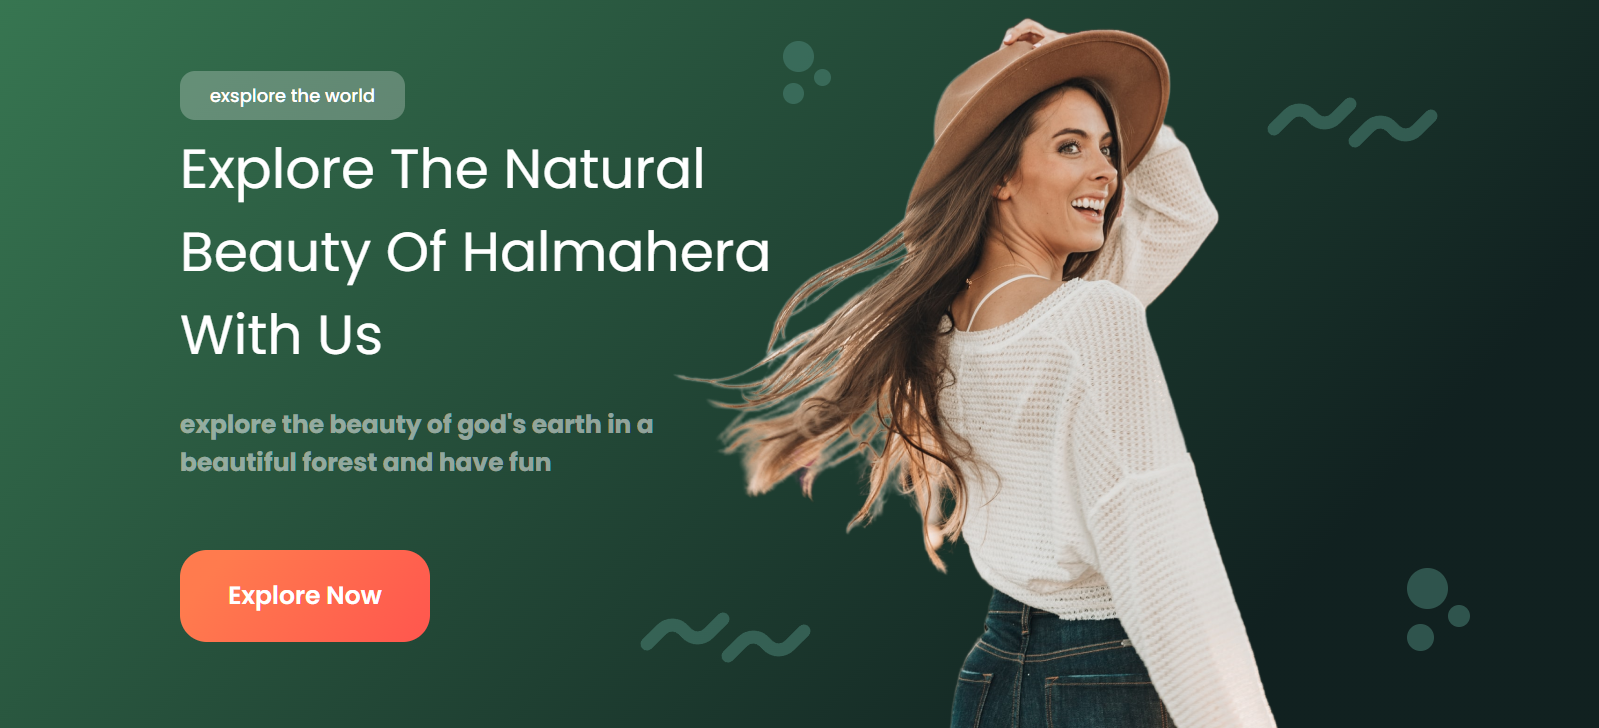 exsplore the world
Explore The Natural
Beauty Of Halmahera
With Us
explore the beauty of god's earth in a
beautiful forest and have fun
Explore Now